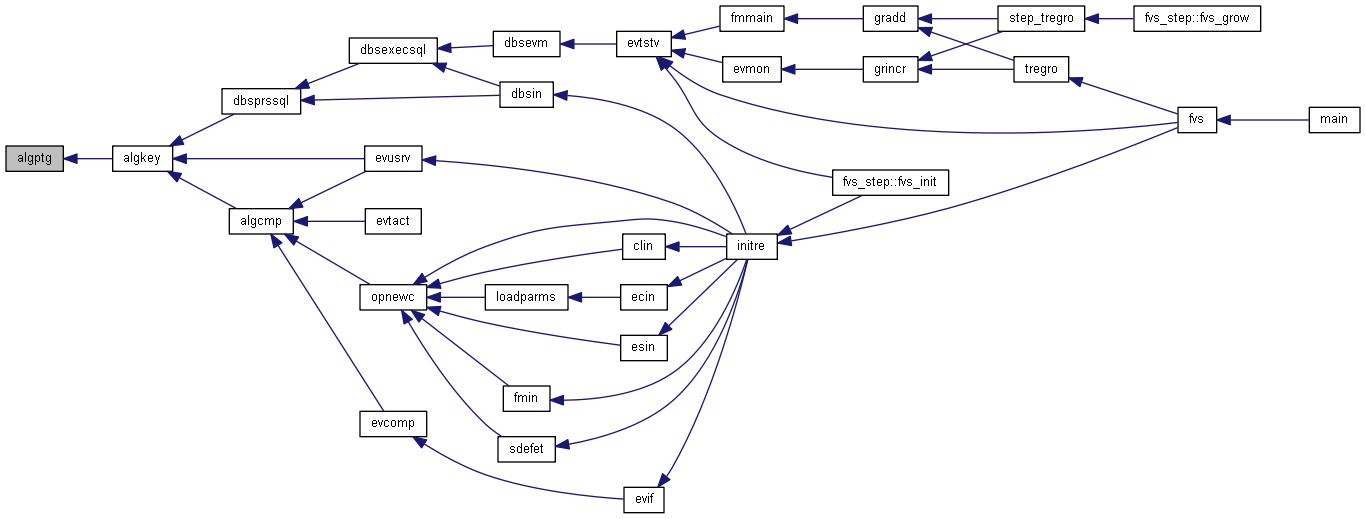 algptg
algkey
dbsprssql
dbsexecsql
dbsevm
evtstv
fmmain
gradd
step_tregro
fvs_step::fvs_grow
evmon
grincr
tregro
dbsin
fvs
main
evusrv
algcmp
evtact
fvs_step::fvs_init
initre
clin
opnewc
loadparms
ecin
esin
fmin
evcomp
sdefet
evif